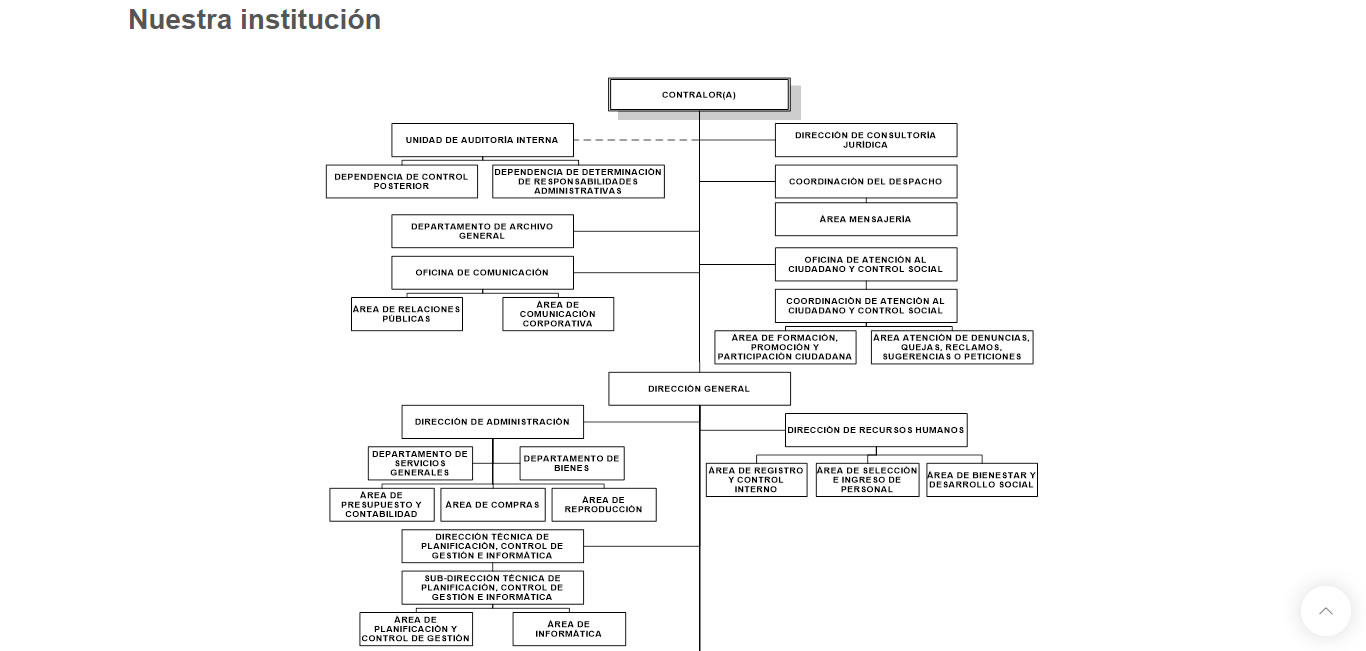 Nuestra institución
CONTRALOR(A)
UNIDAD DE AUDITORÍA INTERNA
DIRECCIÓN DE CONSULTORÍA
JURÍDICA
DEPENDENCIA DE CONTROL
POSTERIOR
DEPENDENCIA DE DETERMINACIÓN
DE RESPONSABILIDADES
ADMINISTRATIVAS
COORDINACIÓN DEL DESPACHO
ÁREA MENSAJERÍA
DEPARTAMENTO DE ARCHIVO
GENERAL
OFICINA DE COMUNICACIÓN
OFICINA DE ATENCIÓN AL
CIUDADANO Y CONTROL SOCIAL
ÁREA DE RELACIONES
PÚBLICAS
ÁREA DE
COMUNICACIÓN
CORPORATIVA
COORDINACIÓN DE ATENCIÓN AL
CIUDADANO Y CONTROL SOCIAL
ÁREA DE FORMACIÓN,
PROMOCIÓN Y
PARTICIPACIÓN CIUDADANA
ÁREA ATENCIÓN DE DENUNCIAS,
QUEJAS, RECLAMOS,
SUGERENCIAS O PETICIONES
DIRECCIÓN GENERAL
DIRECCIÓN DE ADMINISTRACIÓN
DIRECCIÓN DE RECURSOS HUMANOS
DEPARTAMENTO DE
SERVICIOS
GENERALES
DEPARTAMENTO DE
BIENES
ÁREA DE REGISTRO
Y CONTROL
INTERNO
ÁREA DE SELECCIÓN
E INGRESO DE
PERSONAL
ÁREA DE BIENESTAR Y
DESARROLLO SOCIAL
ÁREA DE
PRESUPUESTO Y
CONTABILIDAD
ÁREA DE COMPRAS
ÁREA DE
REPRODUCCIÓN
DIRECCIÓN TÉCNICA DE
PLANIFICACIÓN, CONTROL DE
GESTIÓN E INFORMÁTICA
SUB-DIRECCIÓN TÉCNICA DE
PLANIFICACIÓN, CONTROL DE
GESTIÓN E INFORMÁTICA
ÁREA DE
PLANIFICACIÓN Y
CONTROL DE GESTIÓN
ÁREA DE
INFORMÁTICA